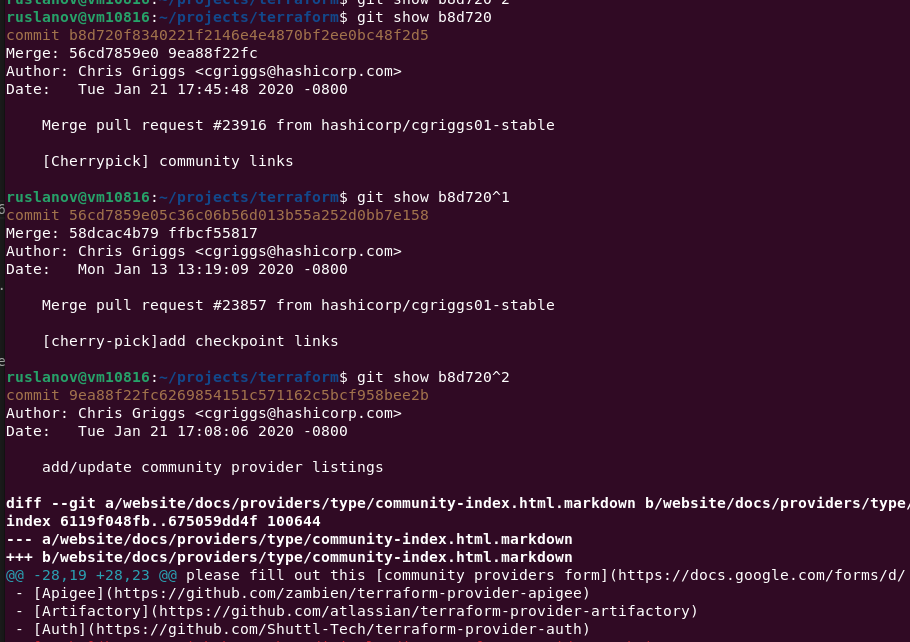 ruslanov@vm10816:~/projects/terraform$ git show b8d720^2
ruslanov@vm10816:~/projects/terraform$ git show b8d720
commit b8d720f8340221f2146e4e4870bf2ee0bc48f2d5
Merge: 56cd7859e0 9ea88f22fc
Author: Chris Griggs <cgriggs@hashicorp.com>
Date:   Tue Jan 21 17:45:48 2020 -0800
    Merge pull request #23916 from hashicorp/cgriggs01-stable
    [Cherrypick] community links
ruslanov@vm10816:~/projects/terraform$ git show b8d720^1
commit 56cd7859e05c36c06b56d013b55a252d0bb7e158
Merge: 58dcac4b79 ffbcf55817
Author: Chris Griggs <cgriggs@hashicorp.com>
Date:   Mon Jan 13 13:19:09 2020 -0800
    Merge pull request #23857 from hashicorp/cgriggs01-stable
    [cherry-pick]add checkpoint links
ruslanov@vm10816:~/projects/terraform$ git show b8d720^2
commit 9ea88f22fc6269854151c571162c5bcf958bee2b
Author: Chris Griggs <cgriggs@hashicorp.com>
Date:   Tue Jan 21 17:08:06 2020 -0800
    add/update community provider listings
diff --git a/website/docs/providers/type/community-index.html.markdown b/website/docs/providers/type/
index 6119f048fb..675059dd4f 100644
--- a/website/docs/providers/type/community-index.html.markdown
+++ b/website/docs/providers/type/community-index.html.markdown
@@ -28,19 +28,23 @@ please fill out this [community providers form](https://docs.google.com/forms/d/
 - [Apigee](https://github.com/zambien/terraform-provider-apigee)
 - [Artifactory](https://github.com/atlassian/terraform-provider-artifactory)
 - [Auth](https://github.com/Shuttl-Tech/terraform-provider-auth)